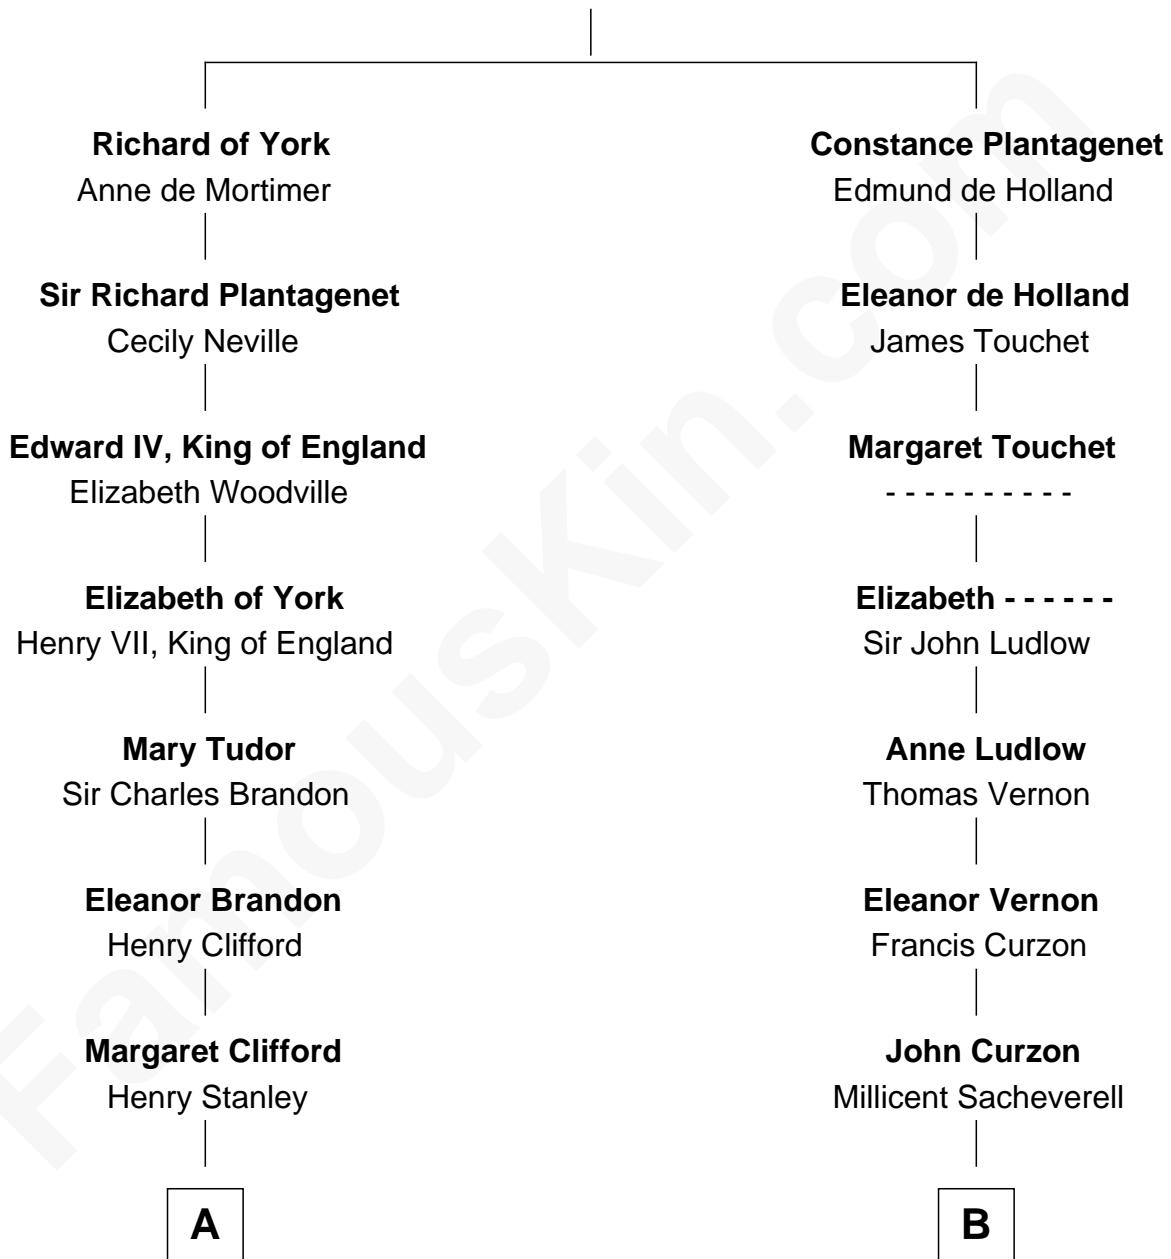 Richard of York
Anne de Mortimer
Sir Richard Plantagenet
Cecily Neville
Edward IV, King of England
Elizabeth Woodville
Elizabeth of York
Henry VII, King of England
Mary Tudor
Sir Charles Brandon
Eleanor Brandon
Henry Clifford
Margaret Clifford
Henry Stanley
A
Constance Plantagenet
Edmund de Holland
Eleanor de Holland
James Touchet
Margaret Touchet
- - - - - - - - - -
Elizabeth - - - - - -
Sir John Ludlow
Anne Ludlow
Thomas Vernon
Eleanor Vernon
Francis Curzon
John Curzon
Millicent Sacheverell
B
FamousKin.com